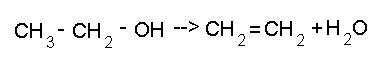 CH₃- CH₂ - OH --> CH₂=CH₂ +H₂O